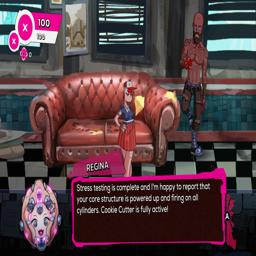 100
100
0
REGINA
Stress testing is complete and I'm happy to report that
your core structure is powered up and firing on all
cylinders. Cookie Cutter is fully active!
A